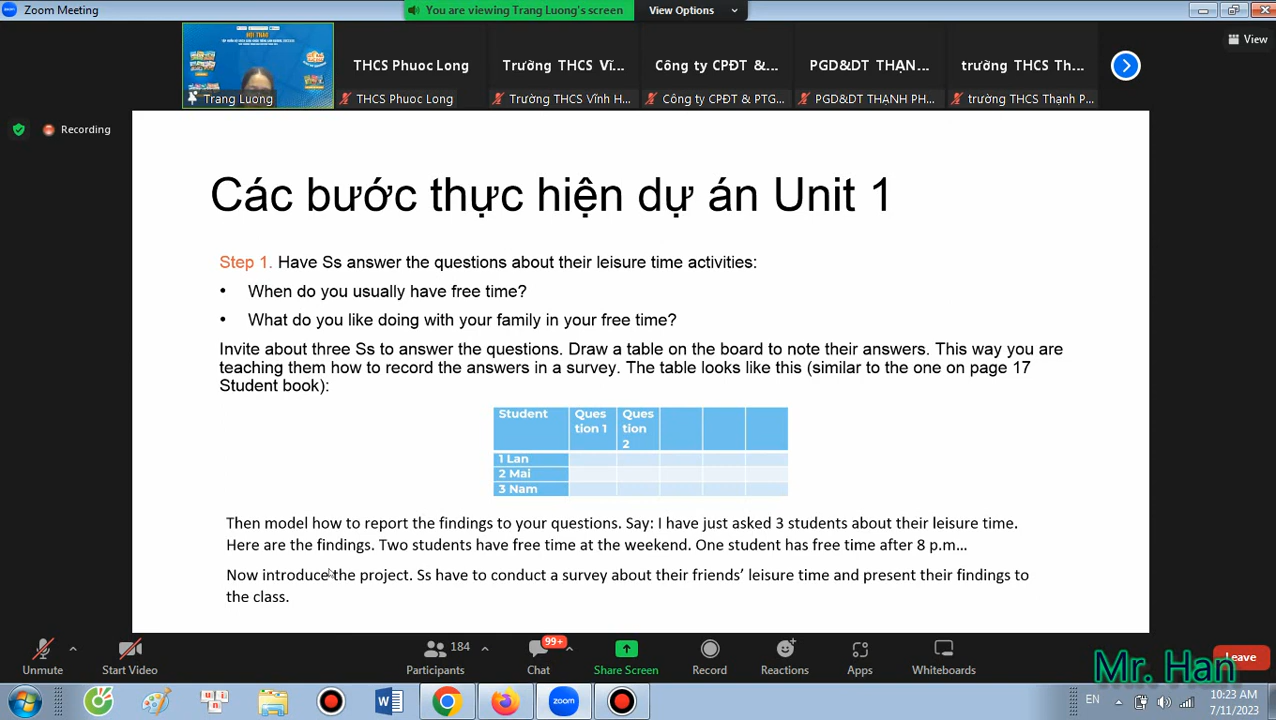 Zoom Meeting
You are viewing Trang Luong's screen
View Options
View
HỘI THẢO
THCS Phuoc Long
Trường THCS Vĩ...
Công ty CPĐT &...
PGD&DT THẠN...
trường THCS Th...
Trang Luong
THCS Phuoc Long
Trường THCS Vĩnh H...
Công ty CPĐT & PTG...
PGD&DT THẠNH PH...
trường THCS Thạnh P...
Recording
Các bước thực hiện dự án Unit 1
Step 1. Have Ss answer the questions about their leisure time activities:
• When do you usually have free time?
• What do you like doing with your family in your free time?
Invite about three Ss to answer the questions. Draw a table on the board to note their answers. This way you are
teaching them how to record the answers in a survey. The table looks like this (similar to the one on page 17
Student book):
Student Ques Ques
tion 1 tion
2
1 Lan
2 Mai
3 Nam
Then model how to report the findings to your questions. Say: I have just asked 3 students about their leisure time.
Here are the findings. Two students have free time at the weekend. One student has free time after 8 p.m...
Now introduce the project. Ss have to conduct a survey about their friends' leisure time and present their findings to
the class.
184
99+
Unmute
Start Video
Participants
Chat
Share Screen
Record
Reactions
Apps
Whiteboards
Leave
Mr. Han
u n i
zoom
EN
10:23 AM
7/11/2023